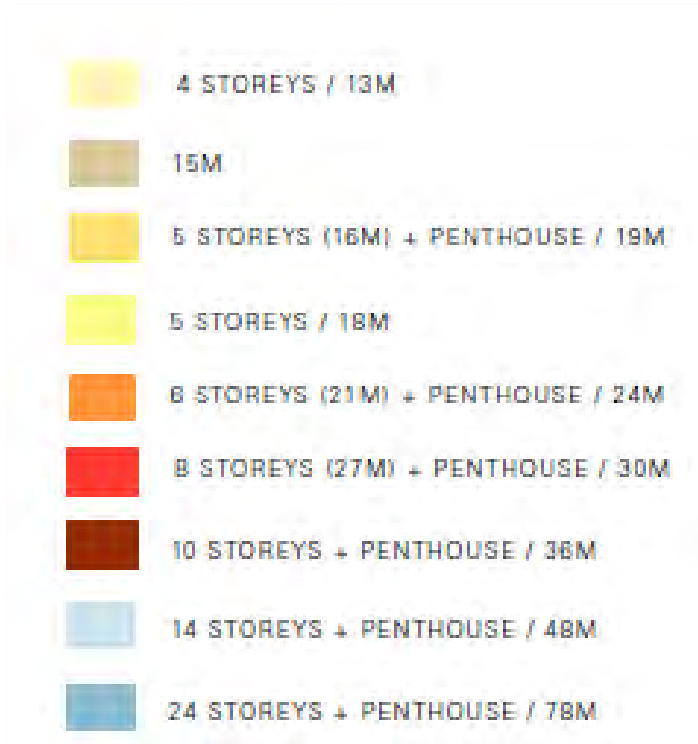 4 STOREYS / 13M
15M
5 STOREYS (16M) + PENTHOUSE / 19M
5 STOREYS / 18M
6 STOREYS (21M) + PENTHOUSE / 24M
8 STOREYS (27M) + PENTHOUSE / 30M
10 STOREYS + PENTHOUSE / 36M
14 STOREYS + PENTHOUSE / 48M
24 STOREYS + PENTHOUSE / 78M